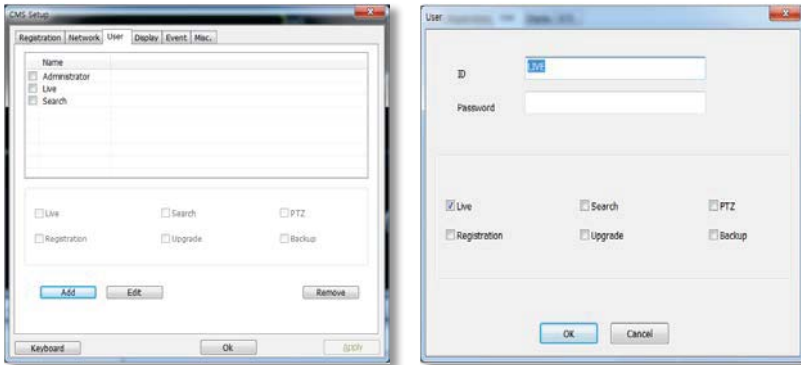 CMS Setup
Registration Network User Display Event Misc.
Name
Administrator
Live
Search
Live Search PTZ
Registration Upgrade Backup
Add Edit Remove
Keyboard Ok Apply
User
ID LIVE
Password
Live Search PTZ
Registration Upgrade Backup
OK Cancel